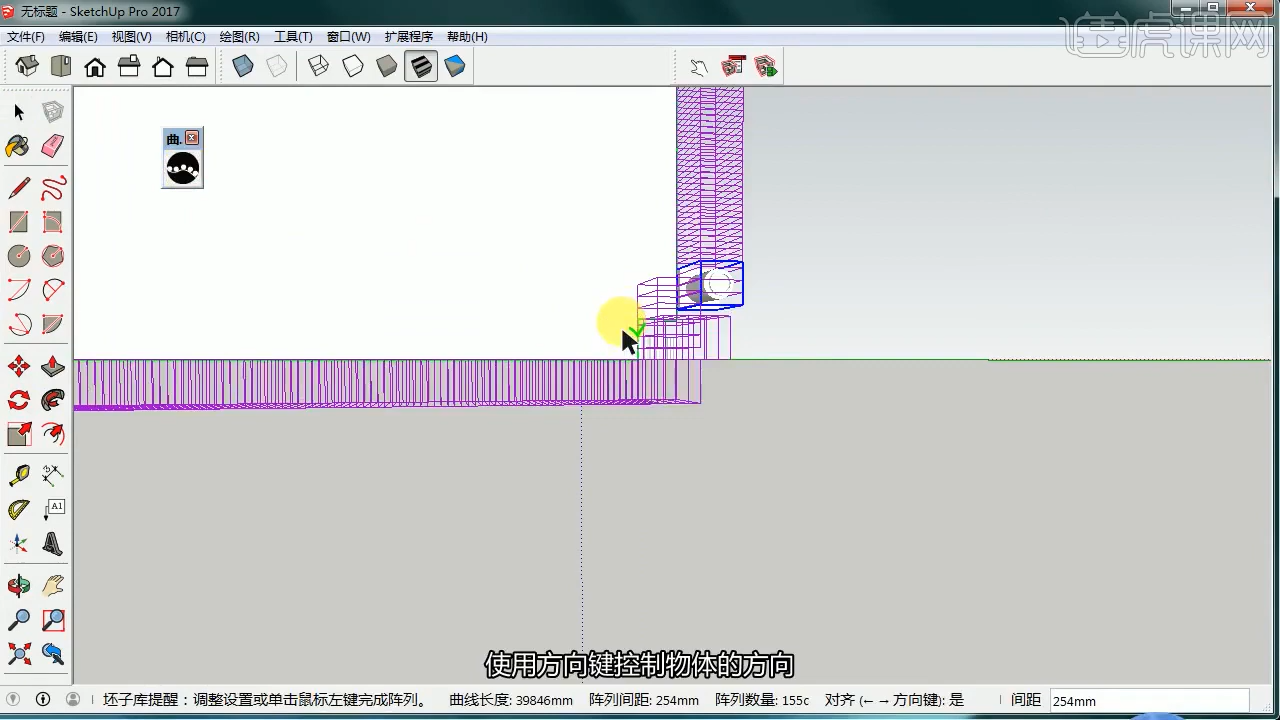 无标题 - SketchUp Pro 2017
虎课网
文件(F) 编辑(E) 视图(V) 相机(C) 绘图(R) 工具(T) 窗口(W) 扩展程序 帮助(H)
曲.
A1
使用方向键控制物体的方向
坯子库提醒：调整设置或单击鼠标左键完成阵列。 曲线长度: 39846mm 阵列间距: 254mm 阵列数量: 155c 对齐 (← → 方向键): 是 间距 254mm